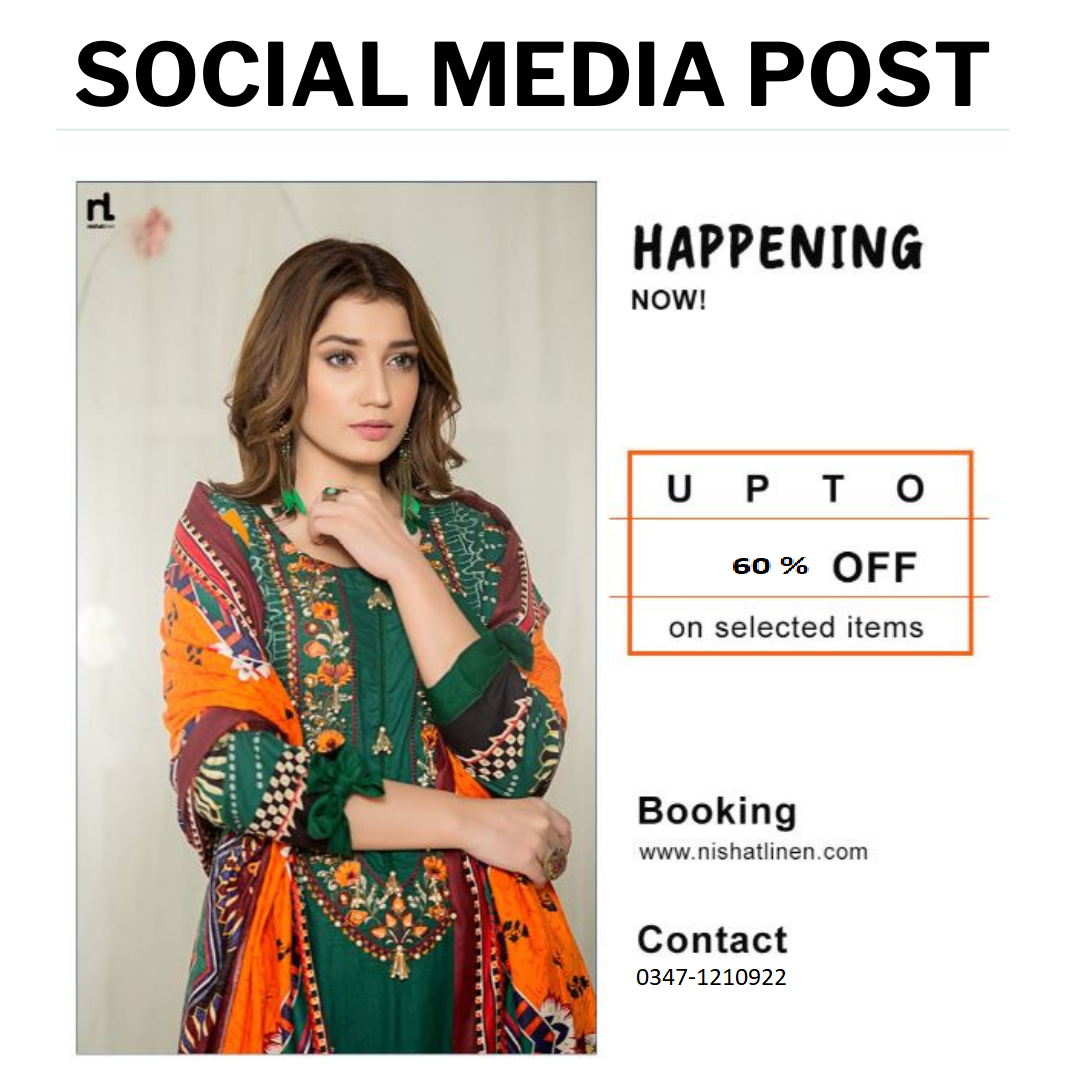 SOCIAL MEDIA POST
nL
nishatlinen
HAPPENING
NOW!
U P T O
60 % OFF
on selected items
Booking
www.nishatlinen.com
Contact
0347-1210922